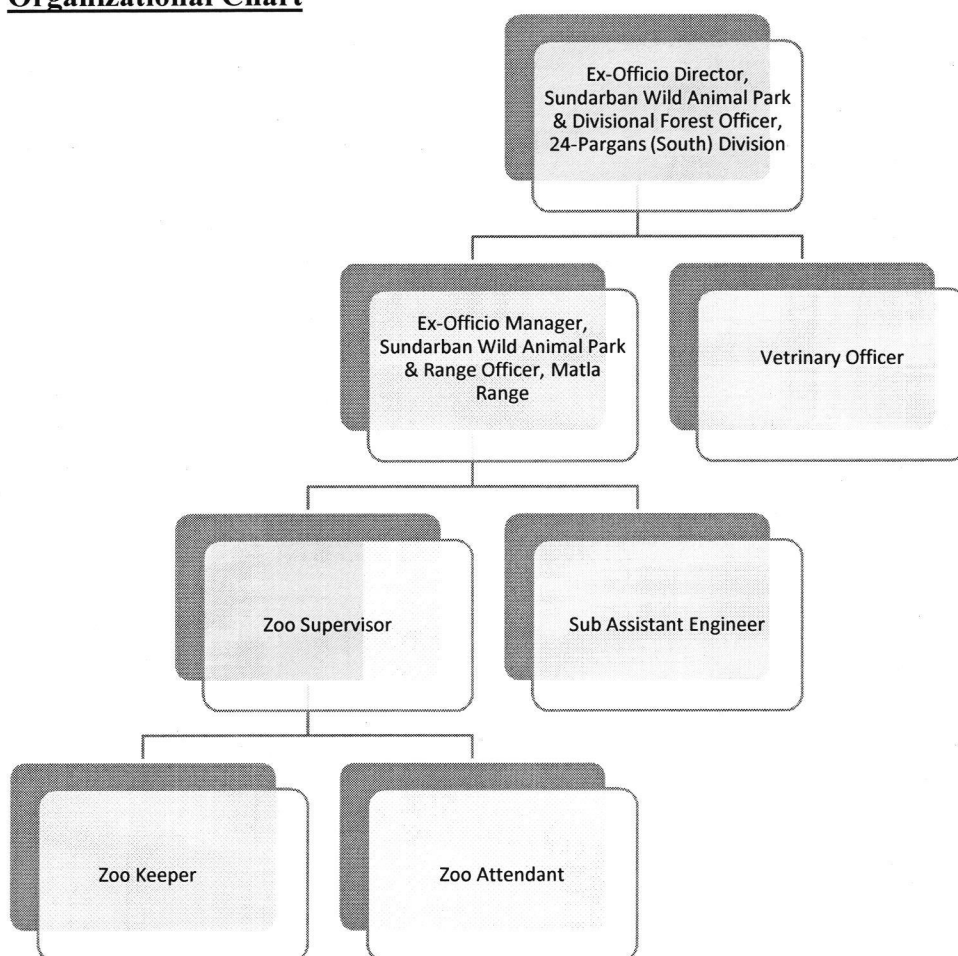 Organizational Chart
Ex-Officio Director,
Sundarban Wild Animal Park
& Divisional Forest Officer,
24-Pargans (South) Division
Ex-Officio Manager,
Sundarban Wild Animal Park
& Range Officer, Matla
Range
Vetrinary Officer
Zoo Supervisor
Sub Assistant Engineer
Zoo Keeper
Zoo Attendant